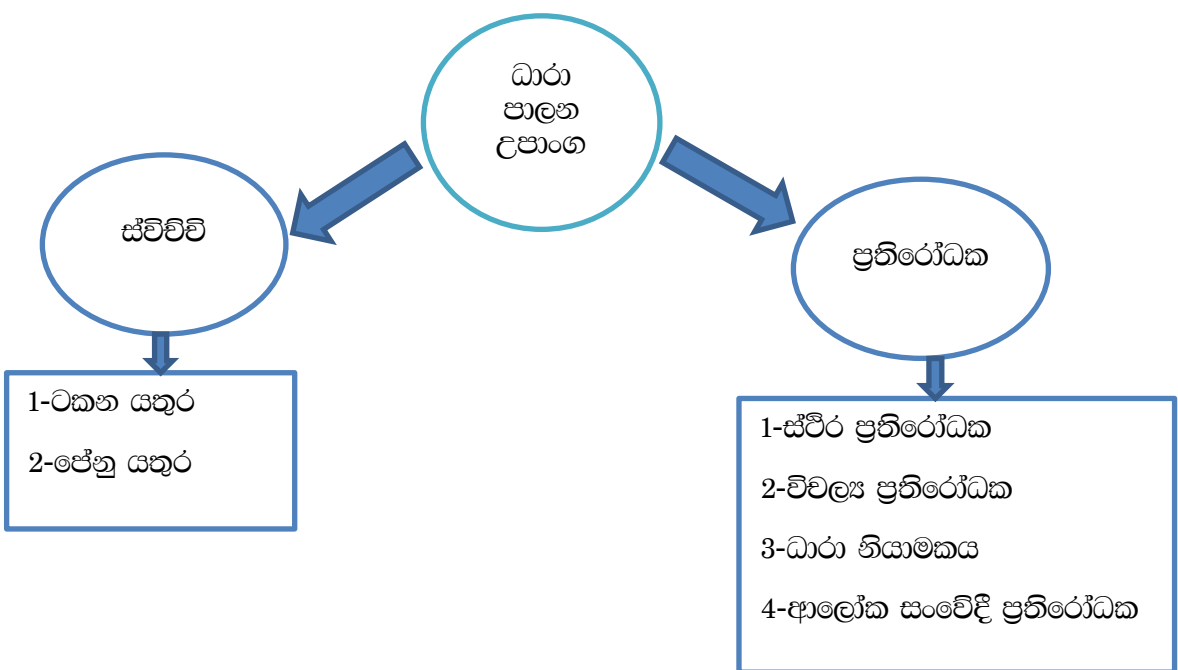 ධාරා
පාලන
උපාංග
ස්විච්චි
ප්‍රතිරෝධක
1-ටකන යතුර
2-පේනු යතුර
1-ස්ථිර ප්‍රතිරෝධක
2-විචල්‍ය ප්‍රතිරෝධක
3-ධාරා නියාමකය
4-ආලෝක සංවේදී ප්‍රතිරෝධක